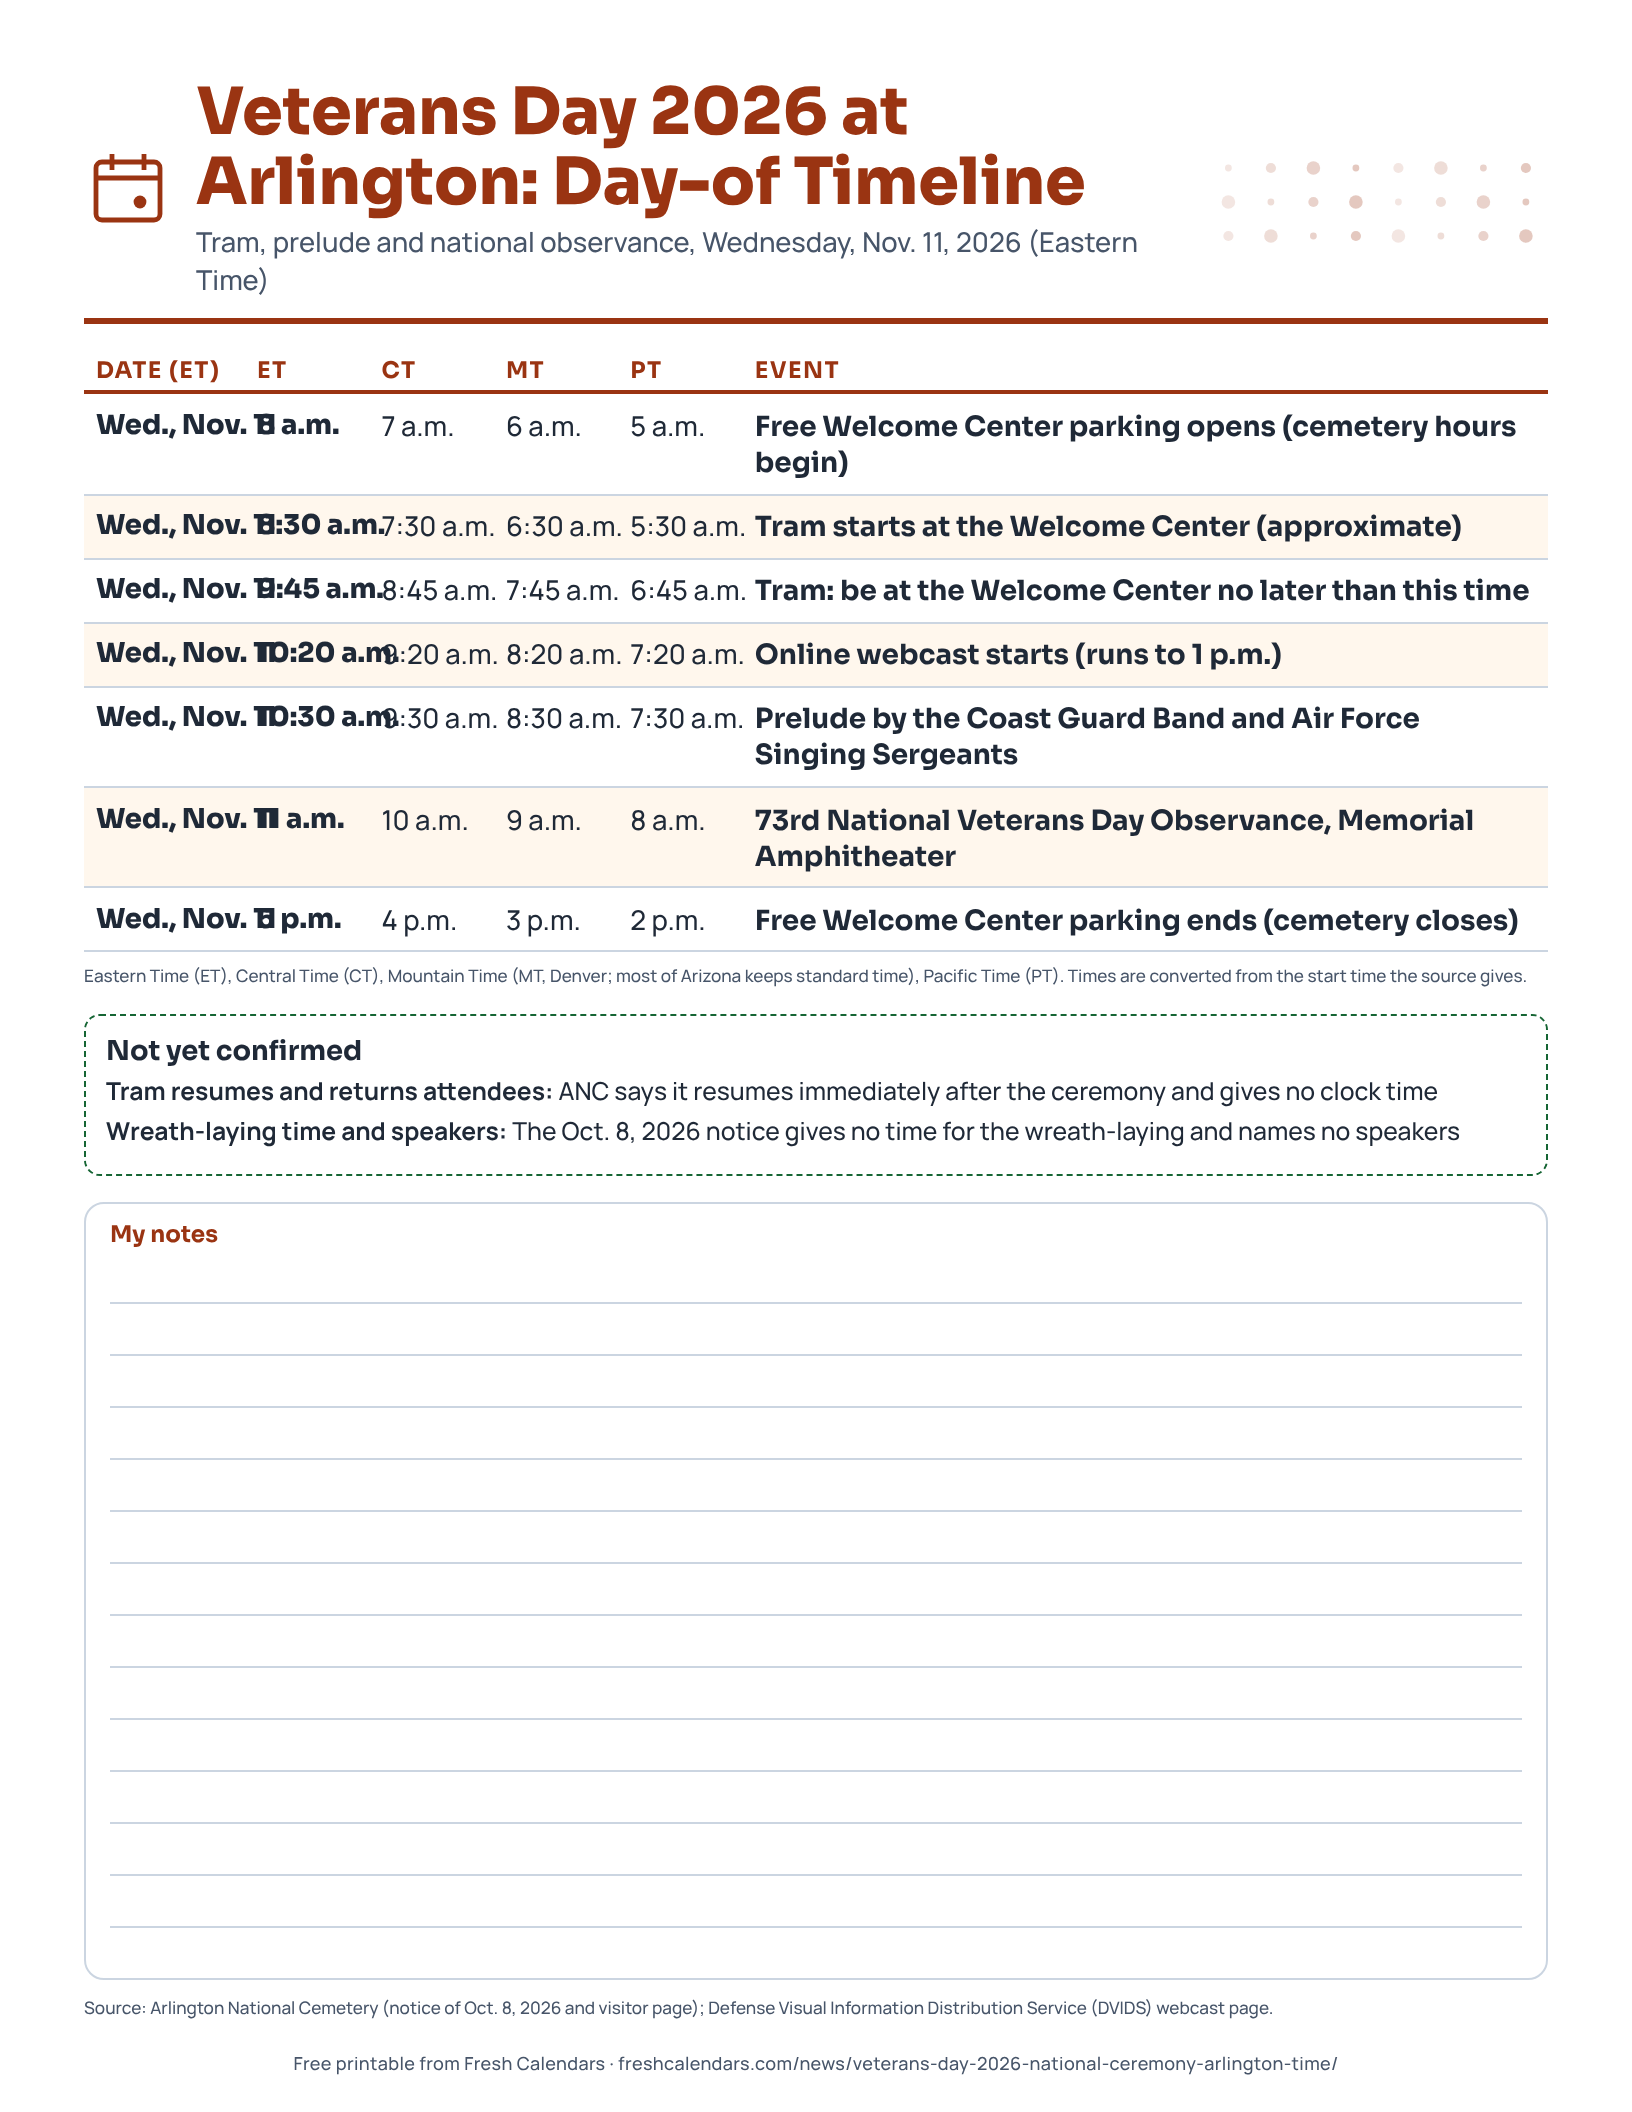 Veterans Day 2026 at
Arlington: Day-of Timeline
Tram, prelude and national observance, Wednesday, Nov. 11, 2026 (Eastern
Time)
DATE (ET) ET CT MT PT EVENT
Wed., Nov. 11 8 a.m. 7 a.m. 6 a.m. 5 a.m. Free Welcome Center parking opens (cemetery hours
begin)
Wed., Nov. 11 8:30 a.m. 7:30 a.m. 6:30 a.m. 5:30 a.m. Tram starts at the Welcome Center (approximate)
Wed., Nov. 11 9:45 a.m. 8:45 a.m. 7:45 a.m. 6:45 a.m. Tram: be at the Welcome Center no later than this time
Wed., Nov. 11 10:20 a.m. 9:20 a.m. 8:20 a.m. 7:20 a.m. Online webcast starts (runs to 1 p.m.)
Wed., Nov. 11 10:30 a.m. 9:30 a.m. 8:30 a.m. 7:30 a.m. Prelude by the Coast Guard Band and Air Force
Singing Sergeants
Wed., Nov. 11 11 a.m. 10 a.m. 9 a.m. 8 a.m. 73rd National Veterans Day Observance, Memorial
Amphitheater
Wed., Nov. 11 5 p.m. 4 p.m. 3 p.m. 2 p.m. Free Welcome Center parking ends (cemetery closes)
Eastern Time (ET), Central Time (CT), Mountain Time (MT, Denver; most of Arizona keeps standard time), Pacific Time (PT). Times are converted from the start time the source gives.
Not yet confirmed
Tram resumes and returns attendees: ANC says it resumes immediately after the ceremony and gives no clock time
Wreath-laying time and speakers: The Oct. 8, 2026 notice gives no time for the wreath-laying and names no speakers
My notes
Source: Arlington National Cemetery (notice of Oct. 8, 2026 and visitor page); Defense Visual Information Distribution Service (DVIDS) webcast page.
Free printable from Fresh Calendars · freshcalendars.com/news/veterans-day-2026-national-ceremony-arlington-time/